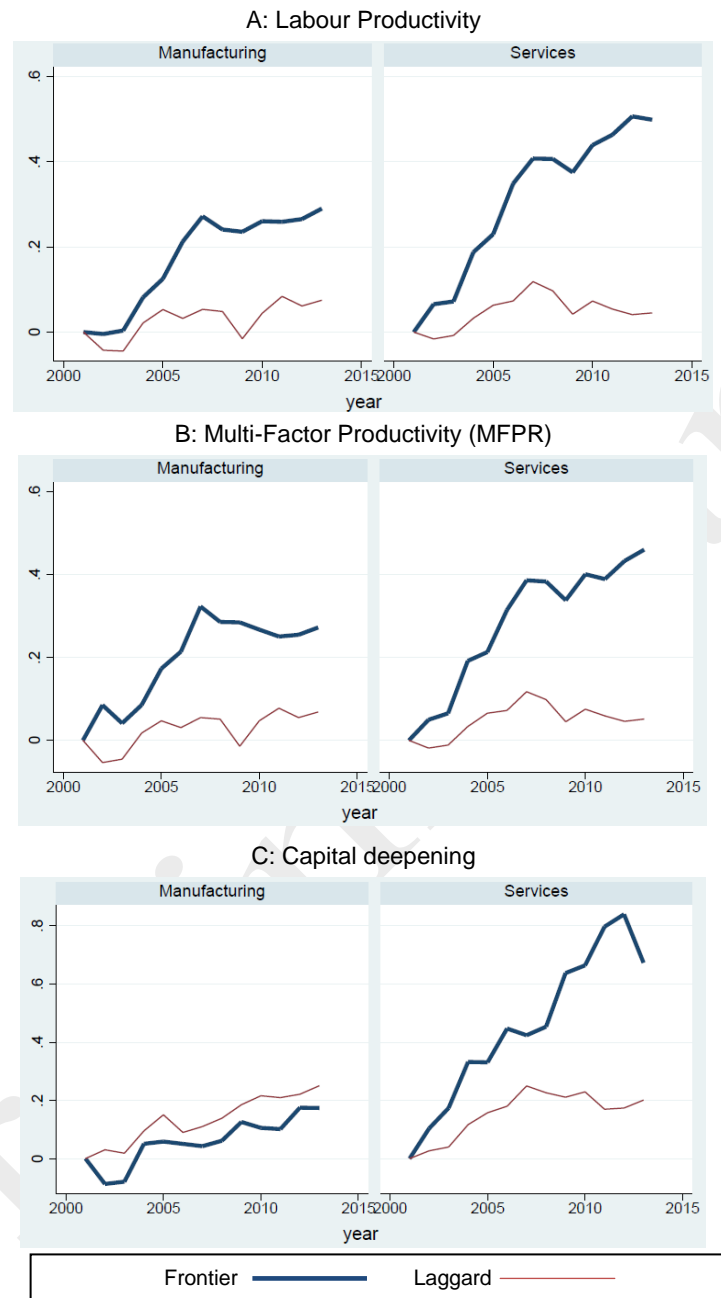 A: Labour Productivity
Manufacturing Services
.6
.4
.2
0
2000 2005 2010 2015 2000 2005 2010 2015
year
B: Multi-Factor Productivity (MFPR)
Manufacturing Services
.6
.4
.2
0
2000 2005 2010 2015 2000 2005 2010 2015
year
C: Capital deepening
Manufacturing Services
.8
.6
.4
.2
0
2000 2005 2010 2015 2000 2005 2010 2015
year
Frontier Laggard